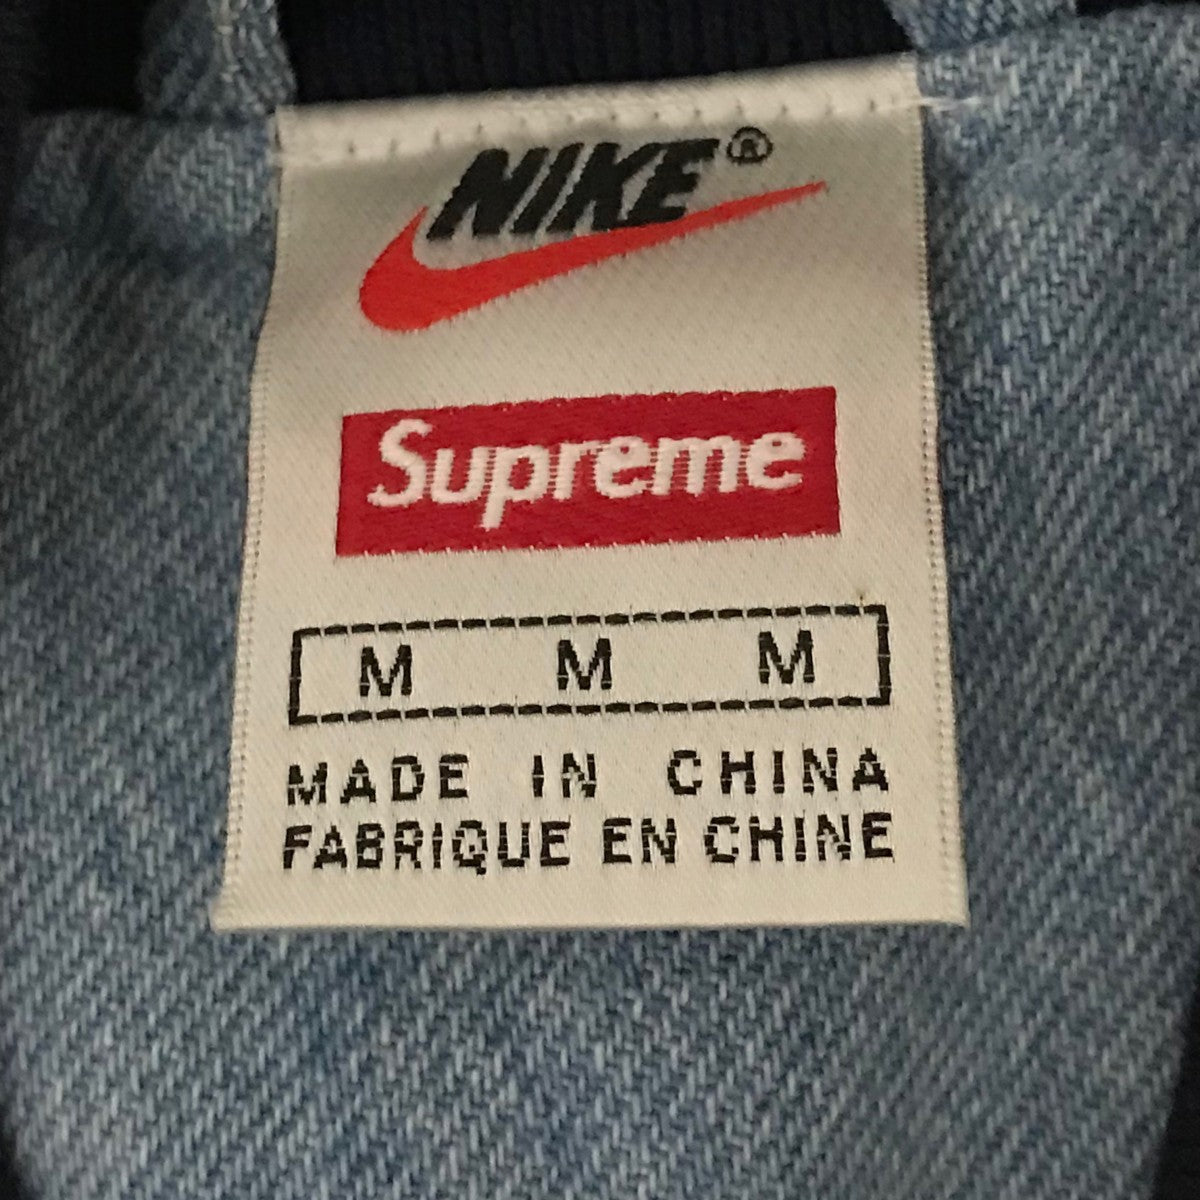 NIKE®
Supreme
M M M
MADE IN CHINA
FABRIQUE EN CHINE